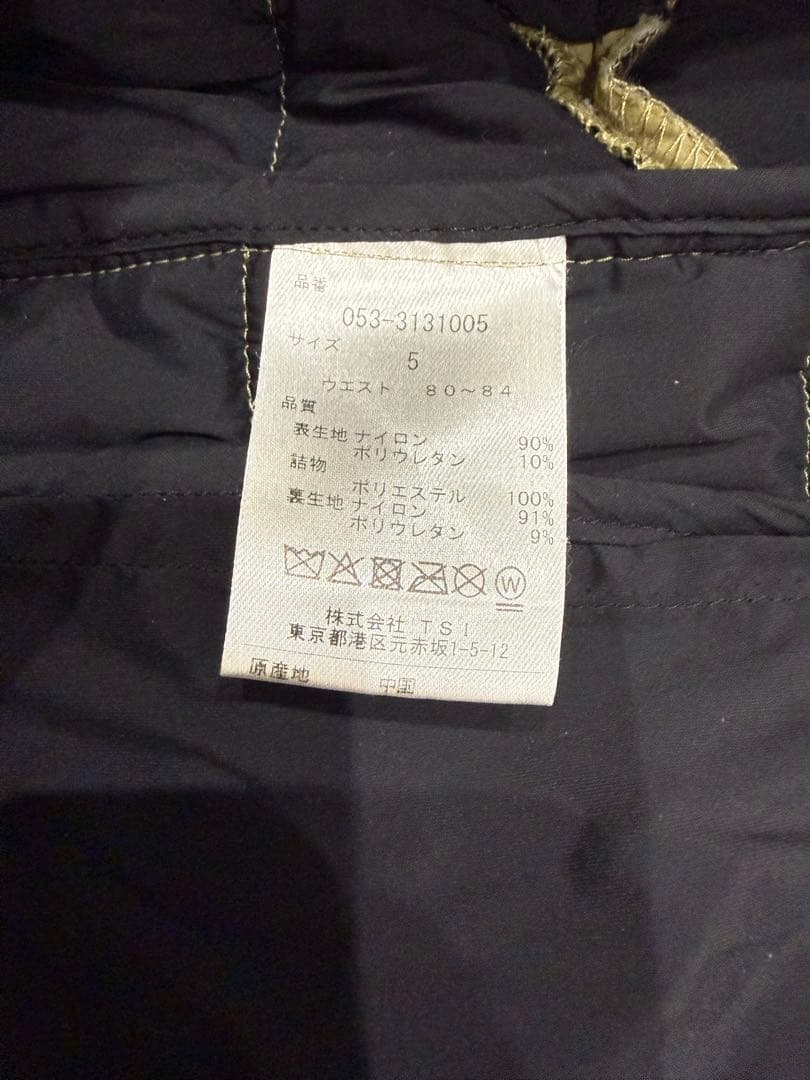 品番
053-3131005
サイズ
5
ウエスト 80～84
品質
表生地 ナイロン 90%
ポリウレタン 10%
詰物
ポリエステル 100%
裏生地 ナイロン 91%
ポリウレタン 9%
W
株式会社 TSI
東京都港区元赤坂1-5-12
原産地 中国